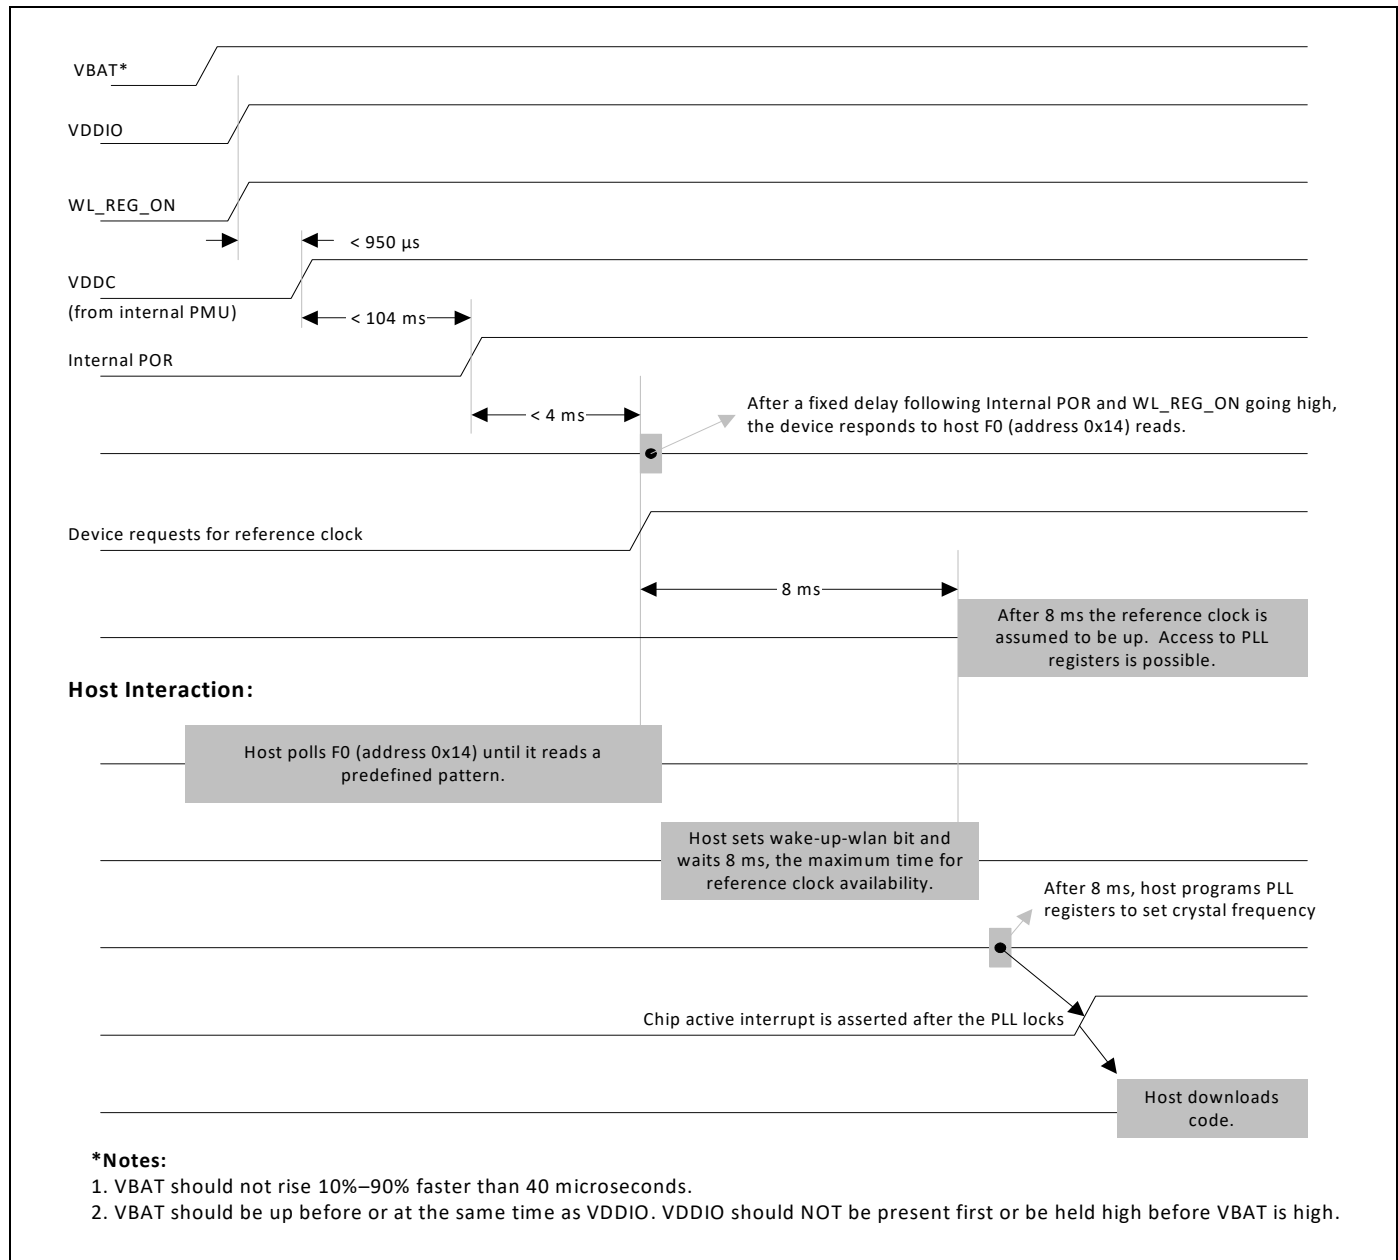 VBAT*
VDDIO
WL_REG_ON
< 950 µs
VDDC
(from internal PMU)
< 104 ms
Internal POR
< 4 ms
After a fixed delay following Internal POR and WL_REG_ON going high,
the device responds to host F0 (address 0x14) reads.
Device requests for reference clock
8 ms
After 8 ms the reference clock is
assumed to be up.  Access to PLL
registers is possible.
Host Interaction:
Host polls F0 (address 0x14) until it reads a
predefined pattern.
Host sets wake-up-wlan bit and
waits 8 ms, the maximum time for
reference clock availability.
After 8 ms, host programs PLL
registers to set crystal frequency
Chip active interrupt is asserted after the PLL locks
Host downloads
code.
*Notes:
1. VBAT should not rise 10%–90% faster than 40 microseconds.
2. VBAT should be up before or at the same time as VDDIO. VDDIO should NOT be present first or be held high before VBAT is high.